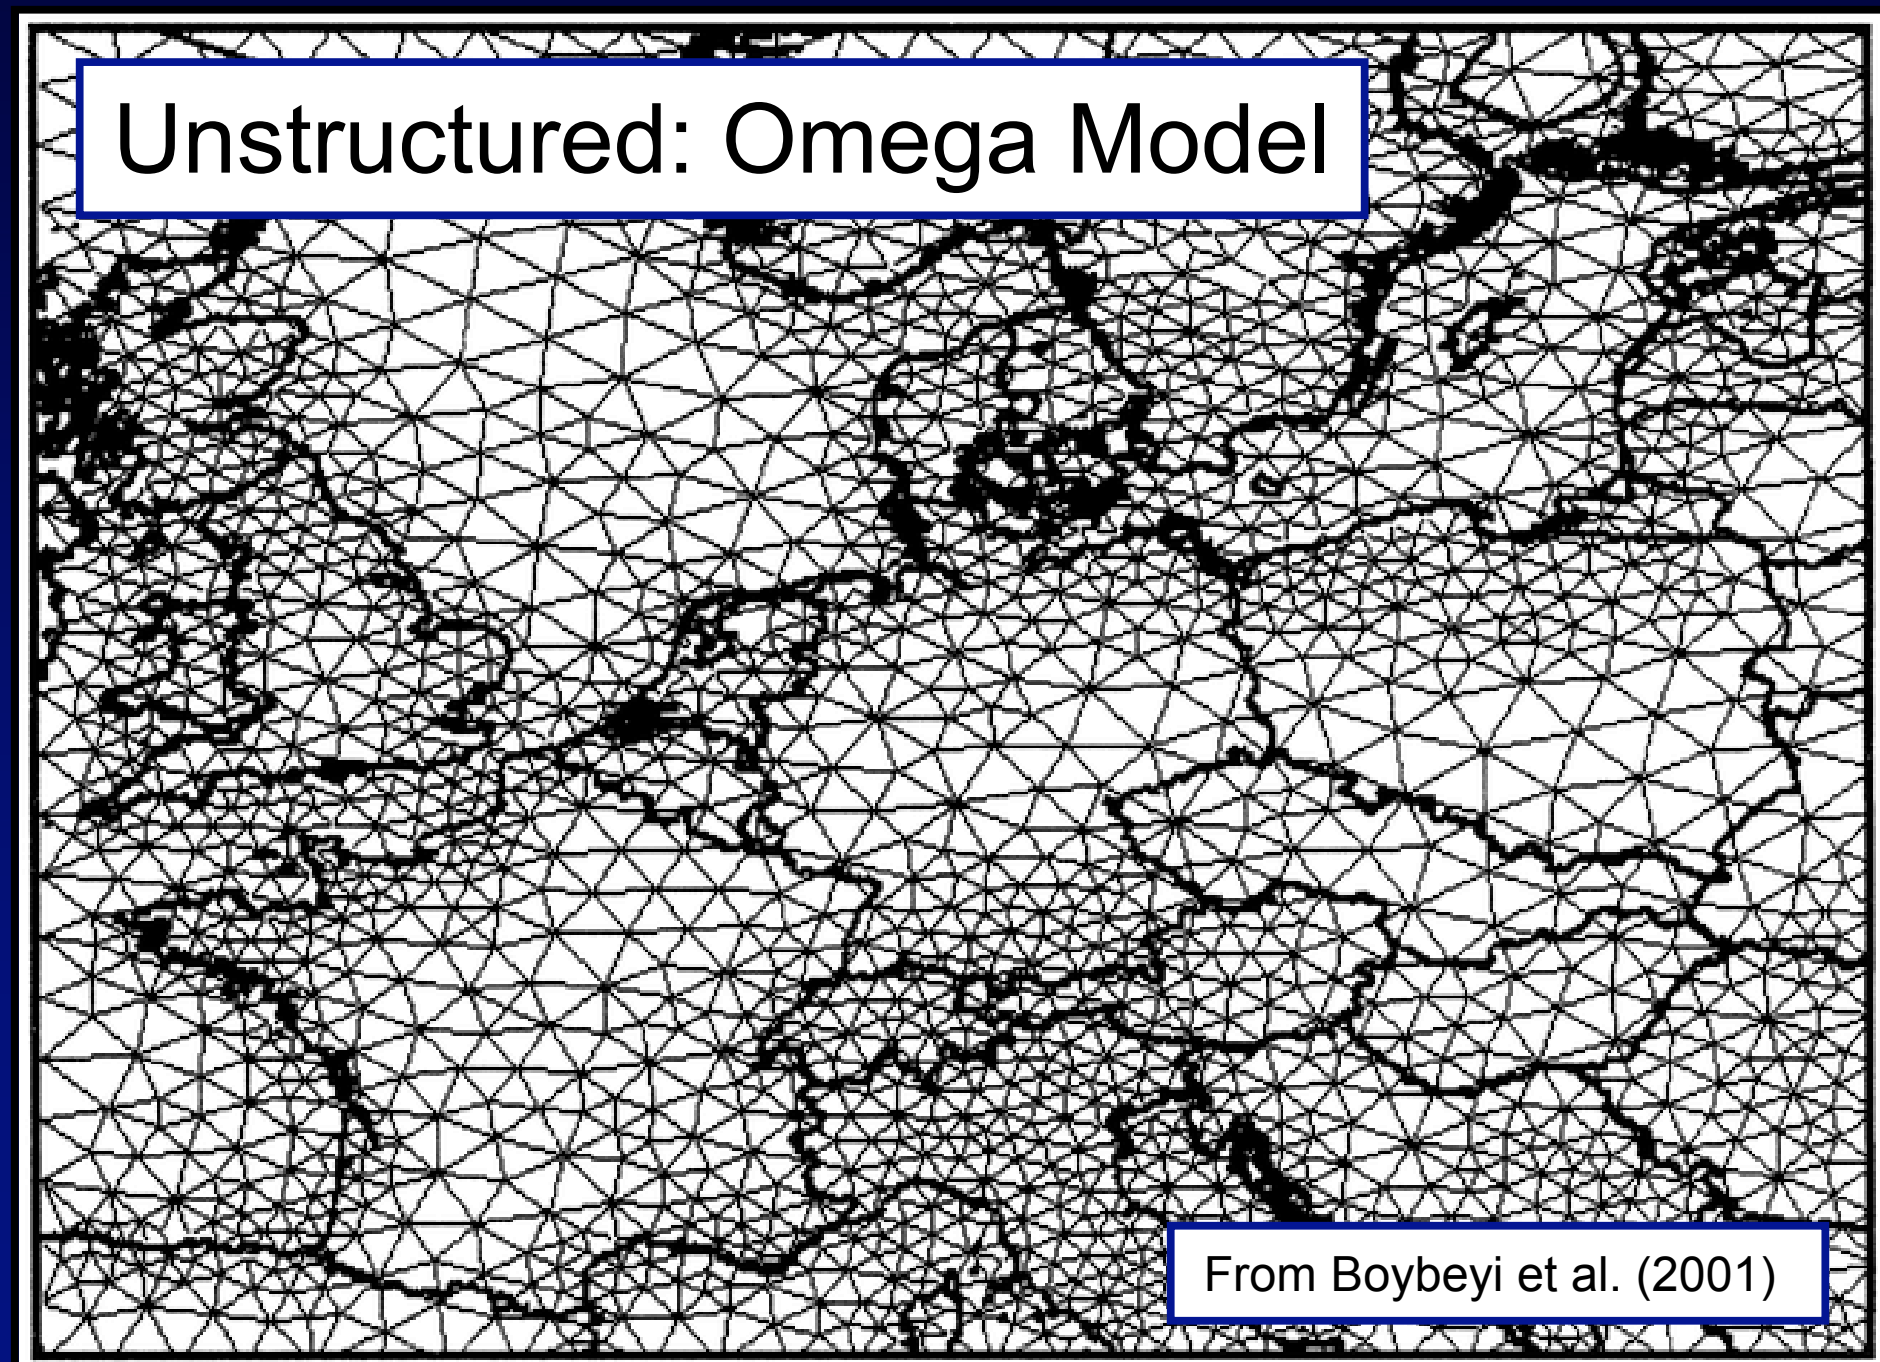 Unstructured: Omega Model
From Boybeyi et al. (2001)